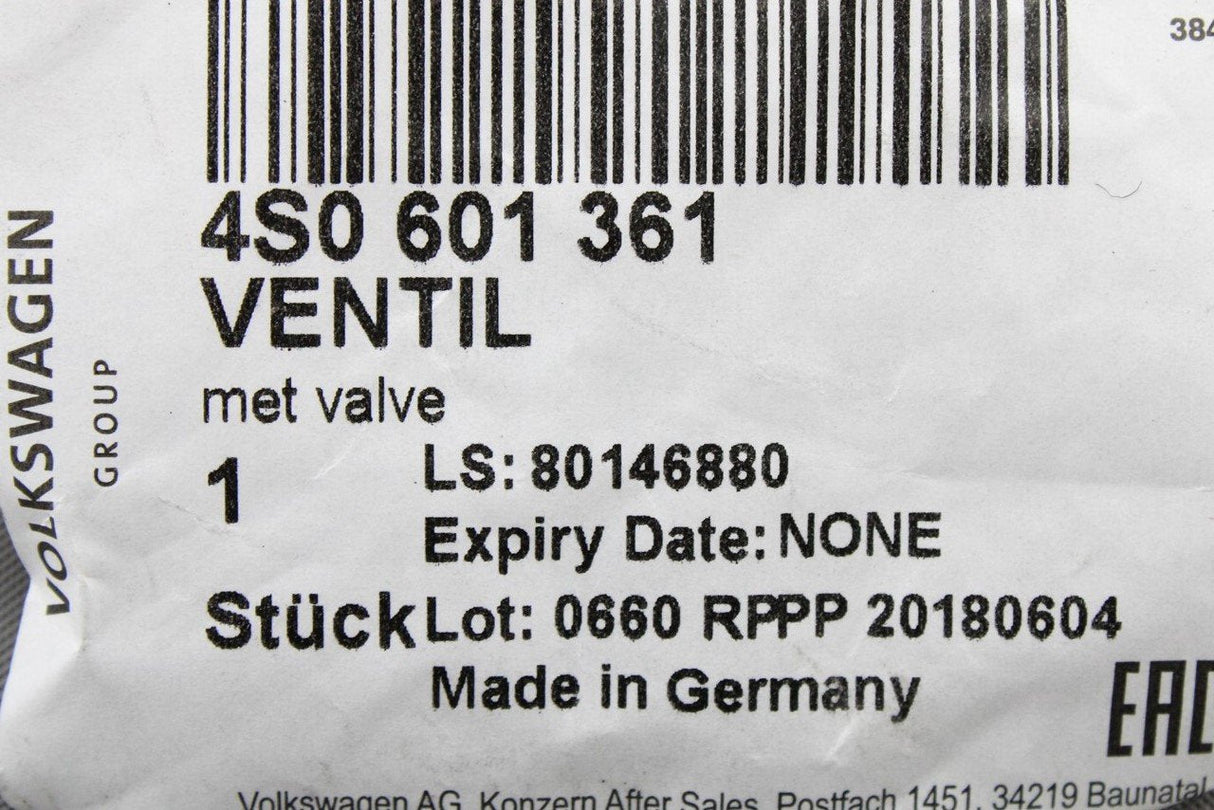 384
4S0 601 361
VENTIL
met valve
1
LS: 80146880
Expiry Date: NONE
Stück
Lot: 0660 RPPP 20180604
Made in Germany
EAC
VOLKSWAGEN
GROUP
Volkswagen AG, Konzern After Sales, Postfach 1451, 34219 Baunatal